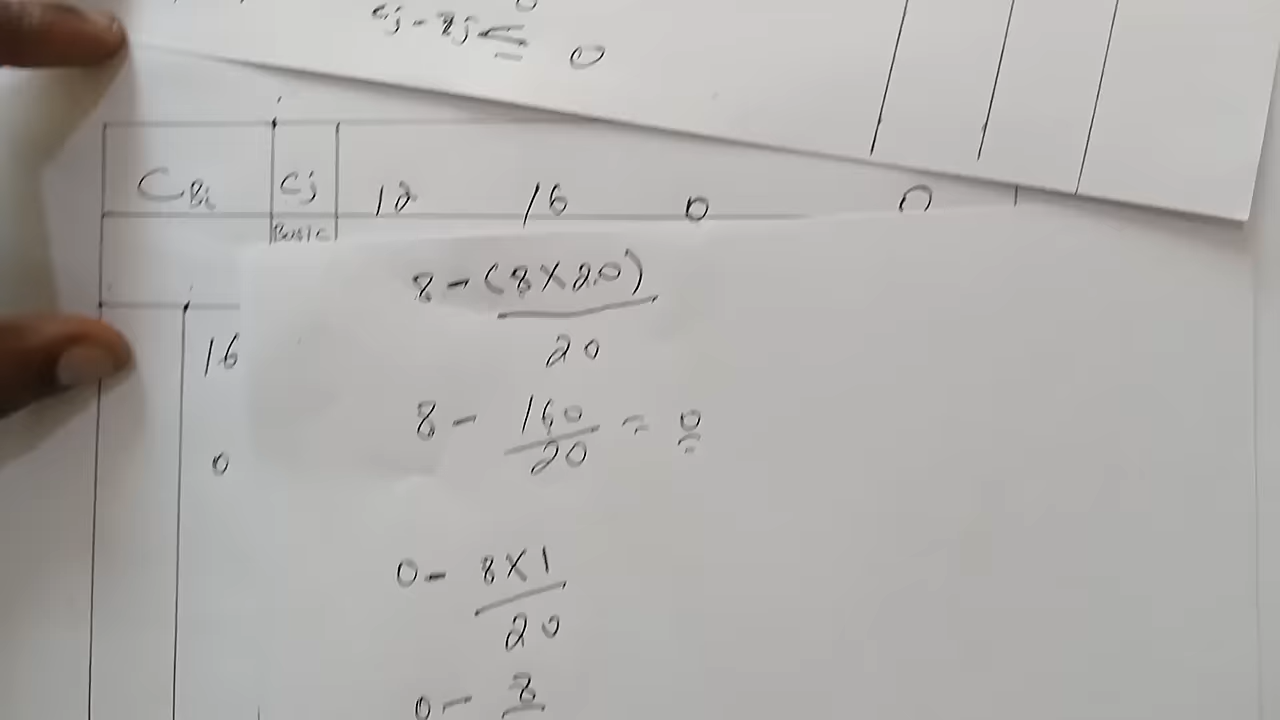 Cj - Zj ≤ 0
CBi Cj 12 16 0 0
Basic
8 - (8×20)
20
16
8 - 160 = 0
20
0
0 - 8×1
20
0 - 8